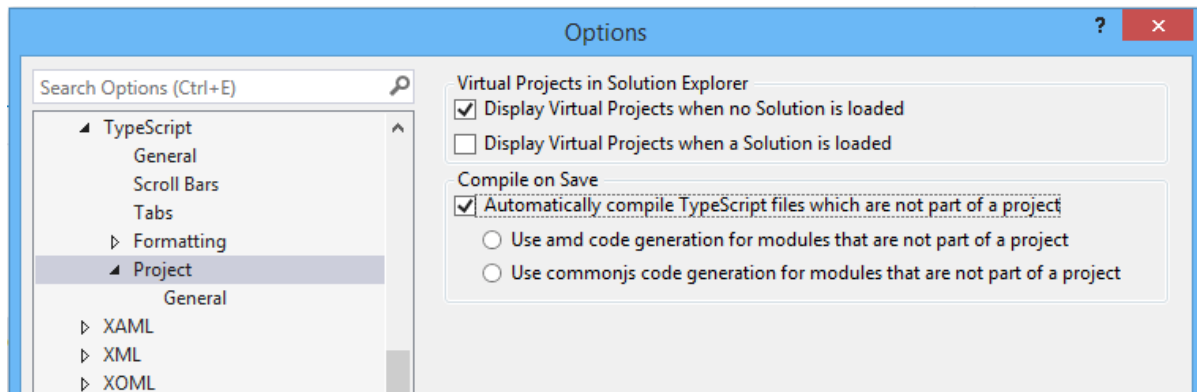 Options
?
Search Options (Ctrl+E)
TypeScript
General
Scroll Bars
Tabs
Formatting
Project
General
XAML
XML
XOML
Virtual Projects in Solution Explorer
Display Virtual Projects when no Solution is loaded
Display Virtual Projects when a Solution is loaded
Compile on Save
Automatically compile TypeScript files which are not part of a project
Use amd code generation for modules that are not part of a project
Use commonjs code generation for modules that are not part of a project